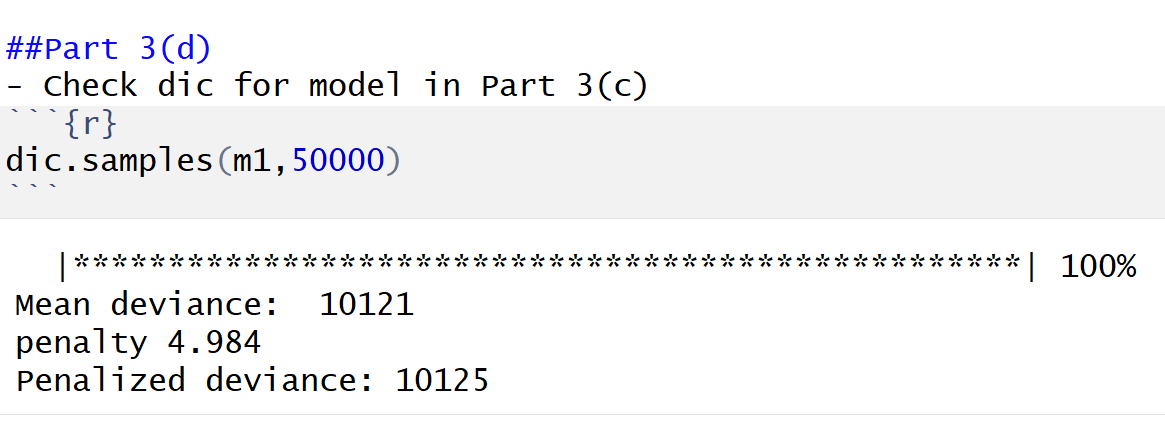 ##Part 3(d)
- Check dic for model in Part 3(c)
```{r}
dic.samples(m1,50000)
```
|**************************************************| 100%
Mean deviance:  10121
penalty 4.984
Penalized deviance: 10125